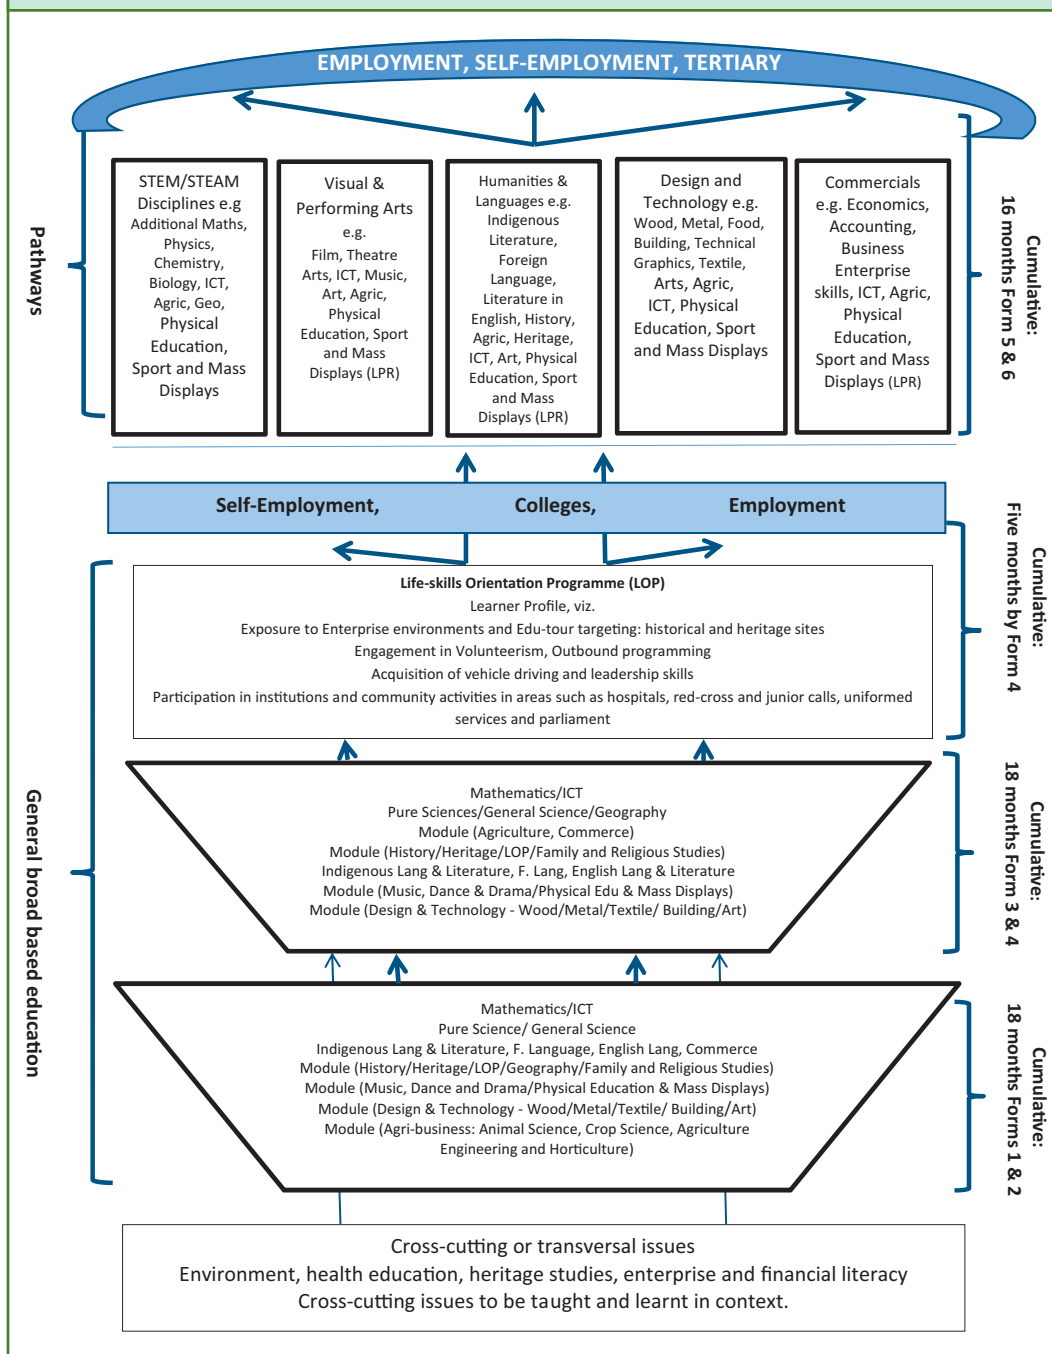 EMPLOYMENT, SELF-EMPLOYMENT, TERTIARY
Pathways
STEM/STEAM
Disciplines e.g
Additional Maths,
Physics,
Chemistry,
Biology, ICT,
Agric, Geo,
Physical
Education,
Sport and Mass
Displays
Visual &
Performing Arts
e.g.
Film, Theatre
Arts, ICT, Music,
Art, Agric,
Physical
Education, Sport
and Mass
Displays (LPR)
Humanities &
Languages e.g.
Indigenous
Literature,
Foreign
Language,
Literature in
English, History,
Agric, Heritage,
ICT, Art, Physical
Education, Sport
and Mass
Displays (LPR)
Design and
Technology e.g.
Wood, Metal, Food,
Building, Technical
Graphics, Textile,
Arts, Agric,
ICT, Physical
Education, Sport
and Mass Displays
Commercials
e.g. Economics,
Accounting,
Business
Enterprise
skills, ICT, Agric,
Physical
Education,
Sport and Mass
Displays (LPR)
Cumulative:
16 months Form 5 & 6
Self-Employment, Colleges, Employment
Cumulative:
Five months by Form 4
General broad based education
Life-skills Orientation Programme (LOP)
Learner Profile, viz.
Exposure to Enterprise environments and Edu-tour targeting: historical and heritage sites
Engagement in Volunteerism, Outbound programming
Acquisition of vehicle driving and leadership skills
Participation in institutions and community activities in areas such as hospitals, red-cross and junior calls, uniformed
services and parliament
Mathematics/ICT
Pure Sciences/General Science/Geography
Module (Agriculture, Commerce)
Module (History/Heritage/LOP/Family and Religious Studies)
Indigenous Lang & Literature, F. Lang, English Lang & Literature
Module (Music, Dance & Drama/Physical Edu & Mass Displays)
Module (Design & Technology - Wood/Metal/Textile/ Building/Art)
Cumulative:
18 months Form 3 & 4
Mathematics/ICT
Pure Science/ General Science
Indigenous Lang & Literature, F. Language, English Lang, Commerce
Module (History/Heritage/LOP/Geography/Family and Religious Studies)
Module (Music, Dance and Drama/Physical Education & Mass Displays)
Module (Design & Technology - Wood/Metal/Textile/ Building/Art)
Module (Agri-business: Animal Science, Crop Science, Agriculture
Engineering and Horticulture)
Cumulative:
18 months Forms 1 & 2
Cross-cutting or transversal issues
Environment, health education, heritage studies, enterprise and financial literacy
Cross-cutting issues to be taught and learnt in context.